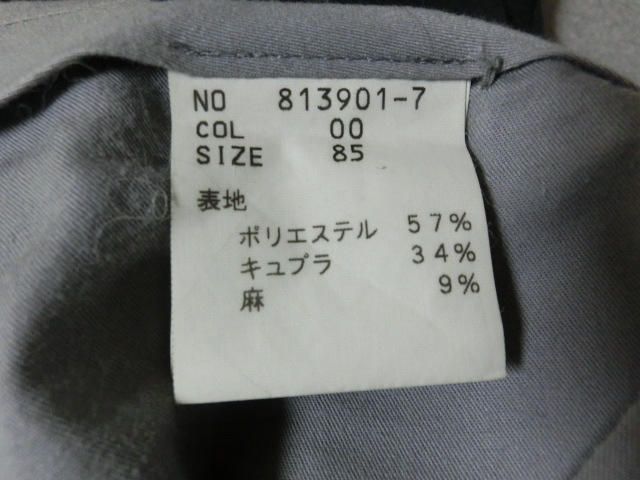 NO 813901-7
COL 00
SIZE 85
表地
ポリエステル 57%
キュプラ 34%
麻 9%